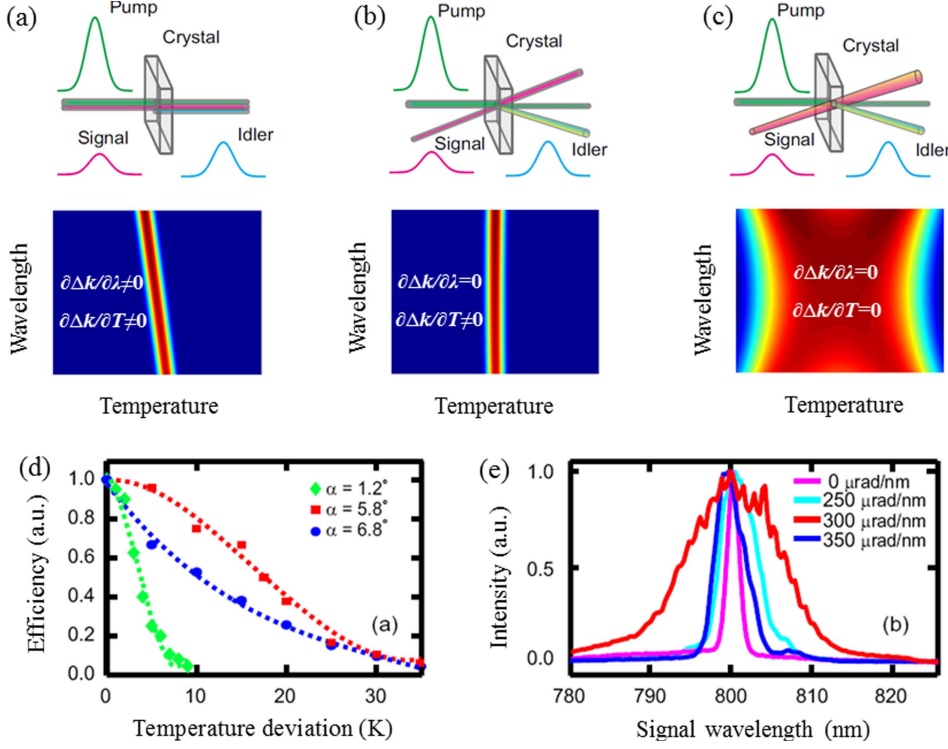 (a)
Pump
Crystal
Signal
Idler
Wavelength
∂Δk/∂λ≠0
∂Δk/∂T≠0
Temperature
(b)
Pump
Crystal
Signal
Idler
Wavelength
∂Δk/∂λ=0
∂Δk/∂T≠0
Temperature
(c)
Pump
Crystal
Signal
Idler
Wavelength
∂Δk/∂λ=0
∂Δk/∂T=0
Temperature
(d)
Efficiency (a.u.)
1.0
0.8
0.6
0.4
0.2
0.0
α = 1.2°
α = 5.8°
α = 6.8°
(a)
0 10 20 30
Temperature deviation (K)
(e)
Intensity (a.u.)
1.0
0.5
0.0
0 μrad/nm
250 μrad/nm
300 μrad/nm
350 μrad/nm
(b)
780 790 800 810 820
Signal wavelength (nm)